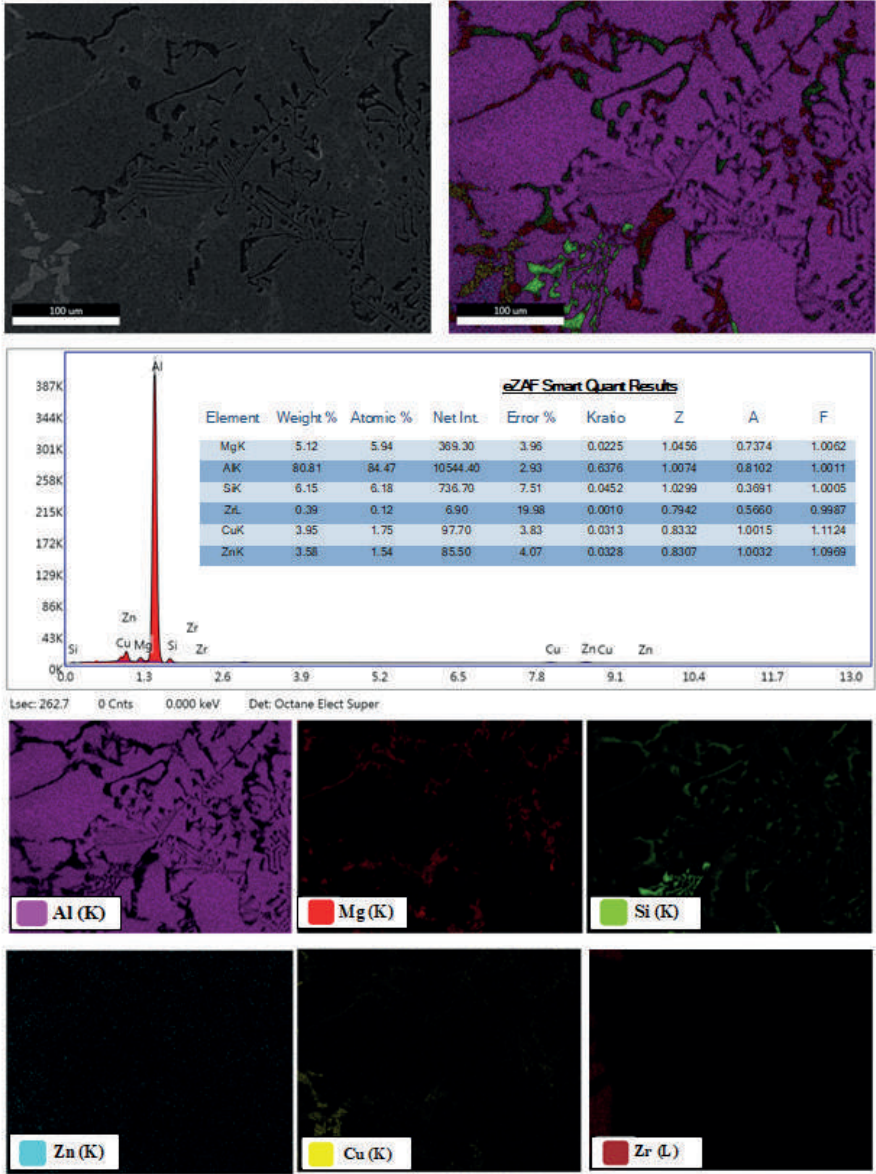 100 um
100 um
eZAF Smart Quant Results
Element Weight % Atomic % Net Int. Error % Kratio Z A F
MgK 5.12 5.94 369.30 3.96 0.0225 1.0456 0.7374 1.0062
AlK 80.81 84.47 10544.40 2.93 0.6376 1.0074 0.8102 1.0011
SiK 6.15 6.18 736.70 7.51 0.0452 1.0299 0.3691 1.0005
ZrL 0.39 0.12 6.90 19.98 0.0010 0.7942 0.5660 0.9987
CuK 3.95 1.75 97.70 3.83 0.0313 0.8332 1.0015 1.1124
ZnK 3.58 1.54 85.50 4.07 0.0328 0.8307 1.0032 1.0969
387K
344K
301K
258K
215K
172K
129K
86K
43K
0K
Al
Zn
Zr
Si Cu Mg Si Zr Cu Zn Cu Zn
0.0 1.3 2.6 3.9 5.2 6.5 7.8 9.1 10.4 11.7 13.0
Lsec: 262.7 0 Cnts 0.000 keV Det: Octane Elect Super
Al (K)
Mg (K)
Si (K)
Zn (K)
Cu (K)
Zr (L)